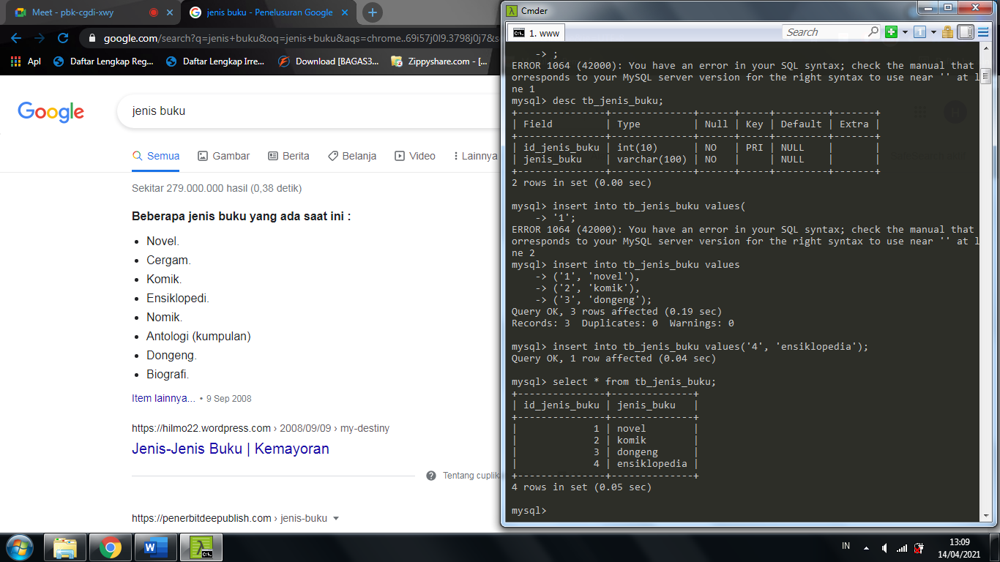 Meet - pbk-cgdi-xwy
jenis buku - Penelusuran Google
google.com/search?q=jenis+buku&oq=jenis+buku&aqs=chrome..69i57j0l9.3798j0j7&s
Apl
Daftar Lengkap Reg...
Daftar Lengkap Irre...
Download [BAGAS3...
Zippyshare.com - [...
Google
jenis buku
Semua
Gambar
Berita
Belanja
Video
Lainnya
Sekitar 279.000.000 hasil (0,38 detik)
Beberapa jenis buku yang ada saat ini :
• Novel.
• Cergam.
• Komik.
• Ensiklopedi.
• Nomik.
• Antologi (kumpulan)
• Dongeng.
• Biografi.
Item lainnya... • 9 Sep 2008
https://hilmo22.wordpress.com › 2008/09/09 › my-destiny
Jenis-Jenis Buku | Kemayoran
Tentang cuplika
https://penerbitdeepublish.com › jenis-buku
Cmder
1. www
Search
-> ;
ERROR 1064 (42000): You have an error in your SQL syntax; check the manual that
orresponds to your MySQL server version for the right syntax to use near '' at l
ne 1
mysql> desc tb_jenis_buku;
+---------------+--------------+------+-----+---------+-------+
| Field         | Type         | Null | Key | Default | Extra |
+---------------+--------------+------+-----+---------+-------+
| id_jenis_buku | int(10)      | NO   | PRI | NULL    |       |
| jenis_buku    | varchar(100) | NO   |     | NULL    |       |
+---------------+--------------+------+-----+---------+-------+
2 rows in set (0.00 sec)
mysql> insert into tb_jenis_buku values(
-> '1';
ERROR 1064 (42000): You have an error in your SQL syntax; check the manual that
orresponds to your MySQL server version for the right syntax to use near '' at l
ne 2
mysql> insert into tb_jenis_buku values
-> ('1', 'novel'),
-> ('2', 'komik'),
-> ('3', 'dongeng');
Query OK, 3 rows affected (0.19 sec)
Records: 3  Duplicates: 0  Warnings: 0
mysql> insert into tb_jenis_buku values('4', 'ensiklopedia');
Query OK, 1 row affected (0.04 sec)
mysql> select * from tb_jenis_buku;
+---------------+--------------+
| id_jenis_buku | jenis_buku   |
+---------------+--------------+
|             1 | novel        |
|             2 | komik        |
|             3 | dongeng      |
|             4 | ensiklopedia |
+---------------+--------------+
4 rows in set (0.05 sec)
mysql>
IN
13:09
14/04/2021